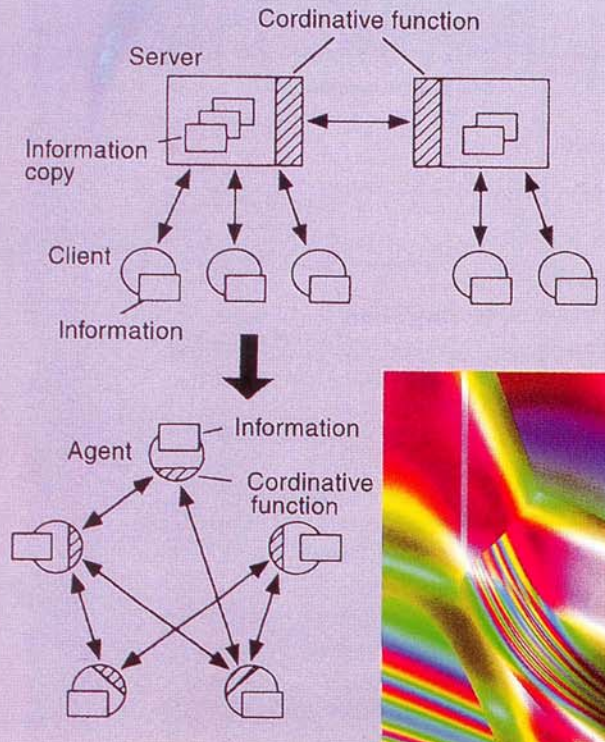 Cordinative function
Server
Information
copy
Client
Information
Information
Agent
Cordinative
function